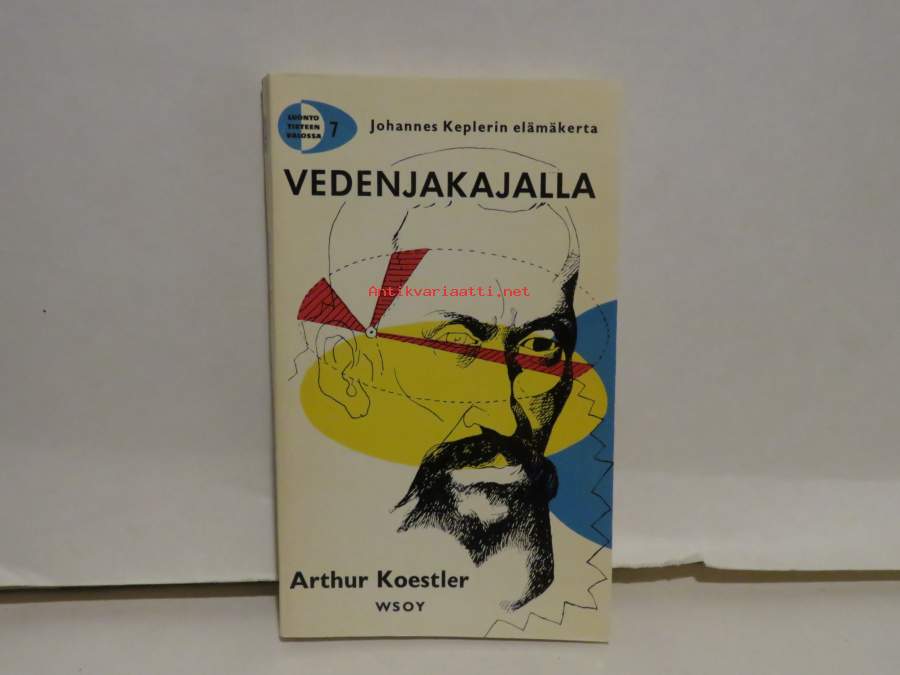 LUONTO
TIETEEN
VALOSSA
7
Johannes Keplerin elämäkerta
VEDENJAKAJALLA
Antikvariaatti.net
Arthur Koestler
WSOY